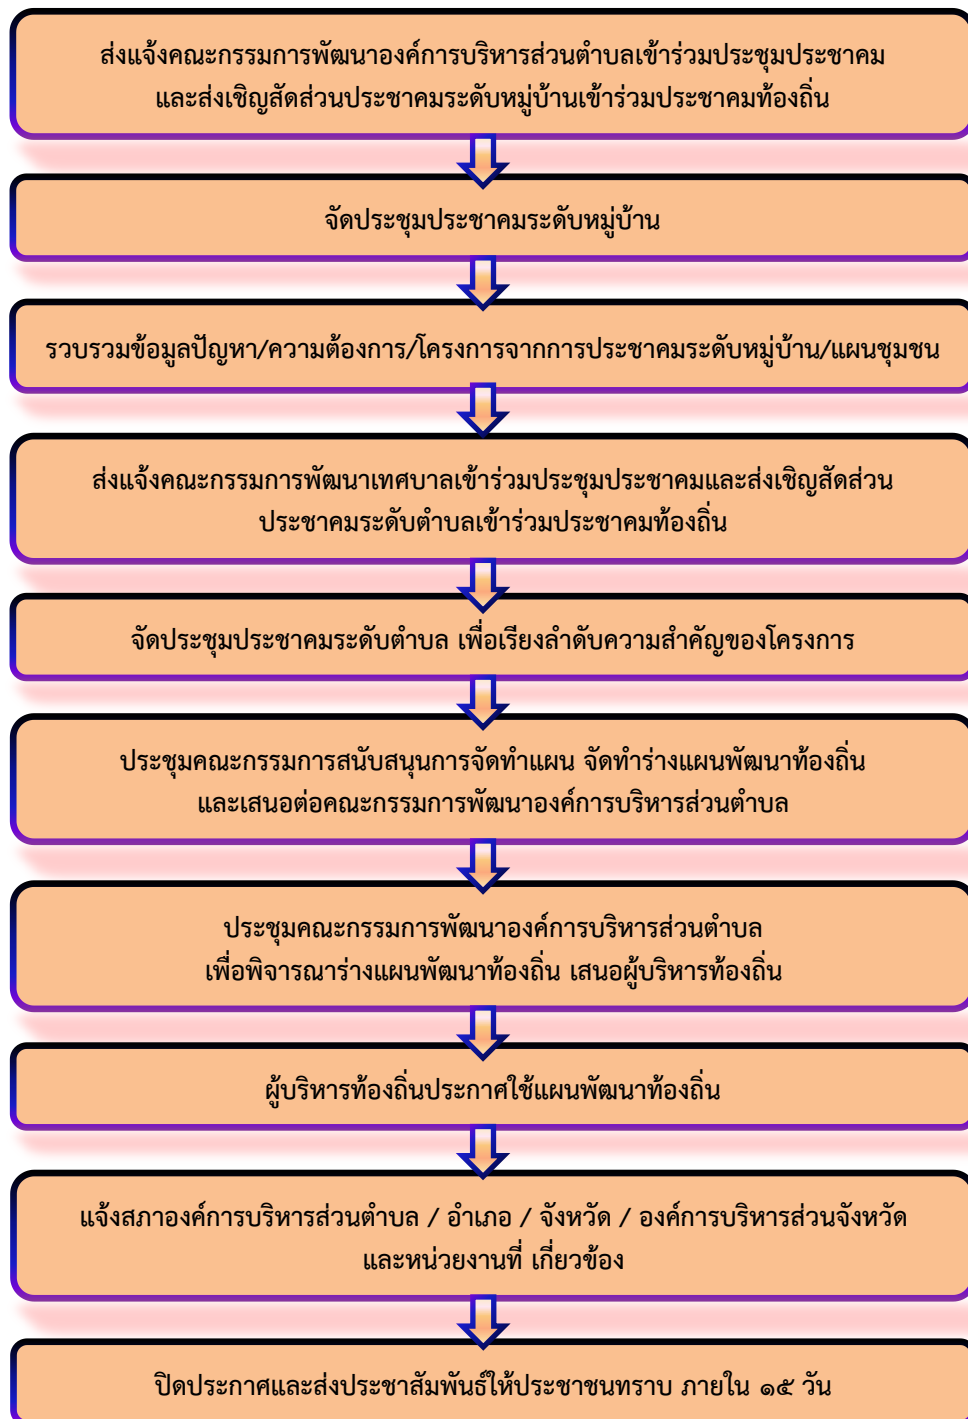 ส่งแจ้งคณะกรรมการพัฒนาองค์การบริหารส่วนตำบลเข้าร่วมประชุมประชาคม
และส่งเชิญสัดส่วนประชาคมระดับหมู่บ้านเข้าร่วมประชาคมท้องถิ่น
จัดประชุมประชาคมระดับหมู่บ้าน
รวบรวมข้อมูลปัญหา/ความต้องการ/โครงการจากการประชาคมระดับหมู่บ้าน/แผนชุมชน
ส่งแจ้งคณะกรรมการพัฒนาเทศบาลเข้าร่วมประชุมประชาคมและส่งเชิญสัดส่วน
ประชาคมระดับตำบลเข้าร่วมประชาคมท้องถิ่น
จัดประชุมประชาคมระดับตำบล เพื่อเรียงลำดับความสำคัญของโครงการ
ประชุมคณะกรรมการสนับสนุนการจัดทำแผน จัดทำร่างแผนพัฒนาท้องถิ่น
และเสนอต่อคณะกรรมการพัฒนาองค์การบริหารส่วนตำบล
ประชุมคณะกรรมการพัฒนาองค์การบริหารส่วนตำบล
เพื่อพิจารณาร่างแผนพัฒนาท้องถิ่น เสนอผู้บริหารท้องถิ่น
ผู้บริหารท้องถิ่นประกาศใช้แผนพัฒนาท้องถิ่น
แจ้งสภาองค์การบริหารส่วนตำบล / อำเภอ / จังหวัด / องค์การบริหารส่วนจังหวัด
และหน่วยงานที่ เกี่ยวข้อง
ปิดประกาศและส่งประชาสัมพันธ์ให้ประชาชนทราบ ภายใน ๑๕ วัน